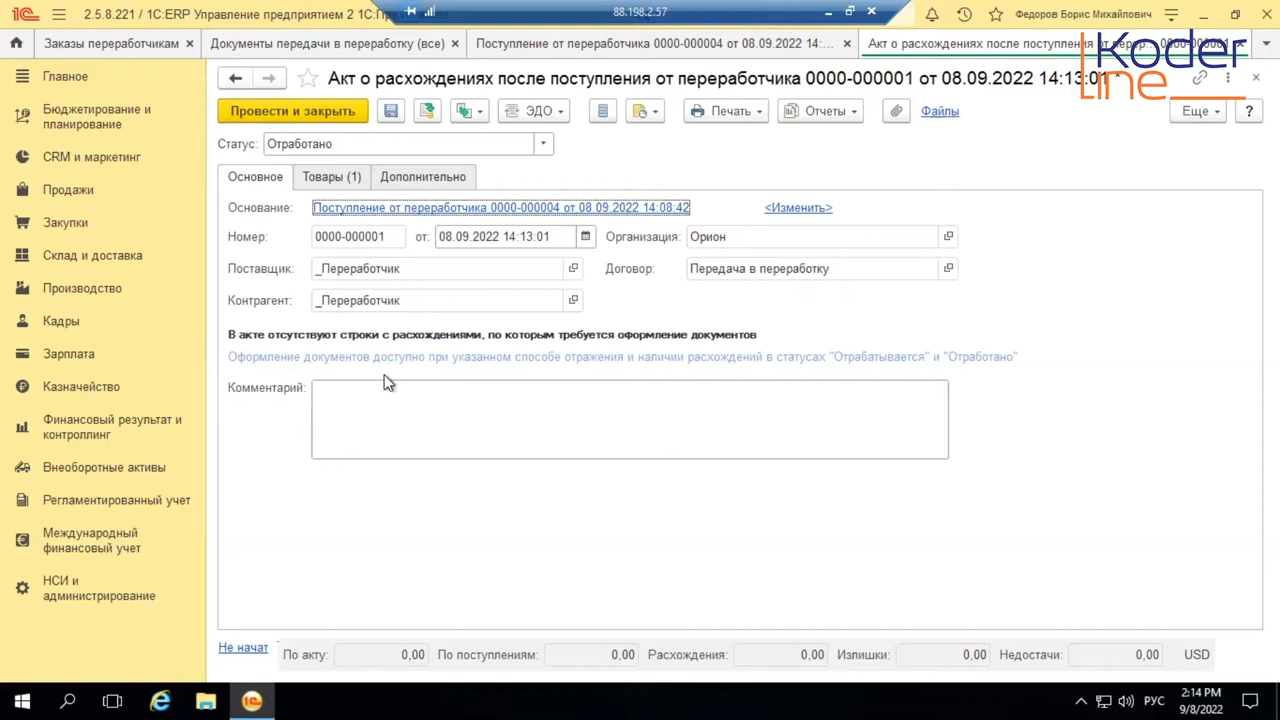 2.5.8.221 / 1C:ERP Управление предприятием 2 1С:Пр
88.198.2.57
Федоров Борис Михайлович
Заказы переработчикам
Документы передачи в переработку (все)
Поступление от переработчика 0000-000004 от 08.09.2022 14:...
Акт о расхождениях после поступления от
Koder
line
Главное
Бюджетирование и
планирование
CRM и маркетинг
Продажи
Закупки
Склад и доставка
Производство
Кадры
Зарплата
Казначейство
Финансовый результат и
контроллинг
Внеоборотные активы
Регламентированный учет
Международный
финансовый учет
НСИ и
администрирование
Акт о расхождениях после поступления от переработчика 0000-000001 от 08.09.2022 14:13:01 *
Провести и закрыть
ЭДО
Печать
Отчеты
Файлы
Еще
?
Статус: Отработано
Основное
Товары (1)
Дополнительно
Основание: Поступление от переработчика 0000-000004 от 08.09.2022 14:08:42 <Изменить>
Номер: 0000-000001 от: 08.09.2022 14:13:01 Организация: Орион
Поставщик: _Переработчик Договор: Передача в переработку
Контрагент: _Переработчик
В акте отсутствуют строки с расхождениями, по которым требуется оформление документов
Оформление документов доступно при указанном способе отражения и наличии расхождений в статусах "Отрабатывается" и "Отработано"
Комментарий:
Не начат
По акту: 0,00 По поступлениям: 0,00 Расхождения: 0,00 Излишки: 0,00 Недостачи: 0,00 USD
РУС
2:14 PM
9/8/2022